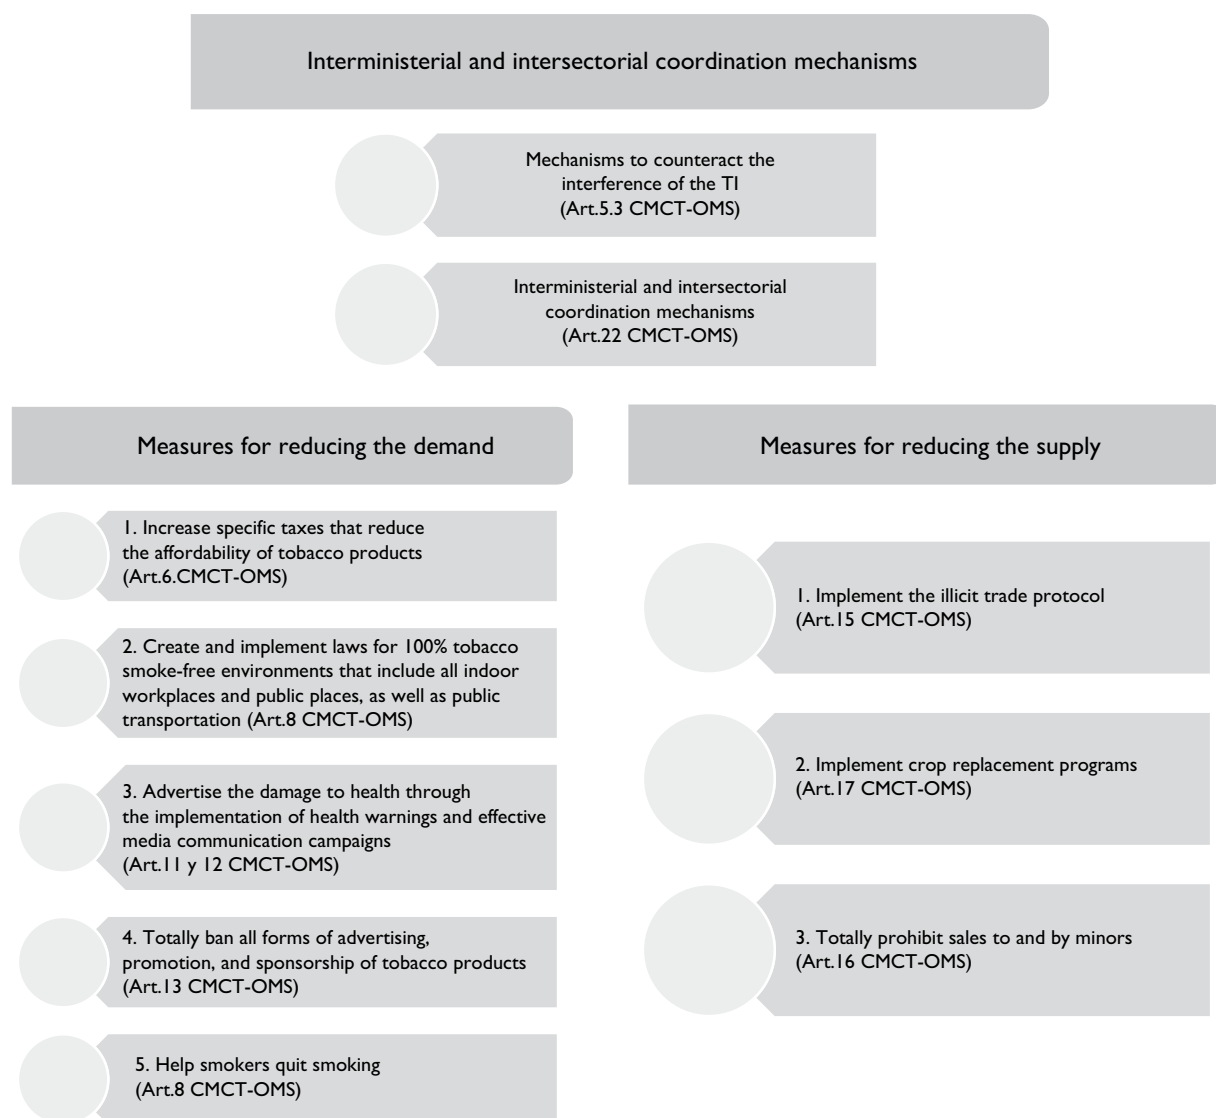 Interministerial and intersectorial coordination mechanisms
Mechanisms to counteract the
interference of the TI
(Art.5.3 CMCT-OMS)
Interministerial and intersectorial
coordination mechanisms
(Art.22 CMCT-OMS)
Measures for reducing the demand
1. Increase specific taxes that reduce
the affordability of tobacco products
(Art.6.CMCT-OMS)
2. Create and implement laws for 100% tobacco
smoke-free environments that include all indoor
workplaces and public places, as well as public
transportation (Art.8 CMCT-OMS)
3. Advertise the damage to health through
the implementation of health warnings and effective
media communication campaigns
(Art.11 y 12 CMCT-OMS)
4. Totally ban all forms of advertising,
promotion, and sponsorship of tobacco products
(Art.13 CMCT-OMS)
5. Help smokers quit smoking
(Art.8 CMCT-OMS)
Measures for reducing the supply
1. Implement the illicit trade protocol
(Art.15 CMCT-OMS)
2. Implement crop replacement programs
(Art.17 CMCT-OMS)
3. Totally prohibit sales to and by minors
(Art.16 CMCT-OMS)